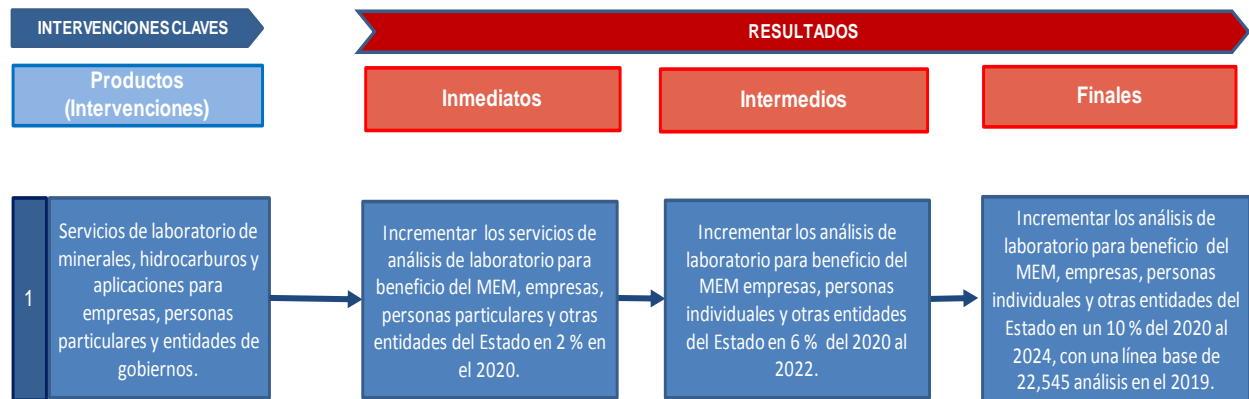 INTERVENCIONES CLAVES
RESULTADOS
Productos
(Intervenciones)
Inmediatos
Intermedios
Finales
1
Servicios de laboratorio de
minerales, hidrocarburos y
aplicaciones para
empresas, personas
particulares y entidades de
gobiernos.
Incrementar los servicios de
análisis de laboratorio para
beneficio del MEM, empresas,
personas particulares y otras
entidades del Estado en 2 % en
el 2020.
Incrementar los análisis de
laboratorio para beneficio del
MEM empresas, personas
individuales y otras entidades
del Estado en 6 % del 2020 al
2022.
Incrementar los análisis de
laboratorio para beneficio del
MEM, empresas, personas
individuales y otras entidades del
Estado en un 10 % del 2020 al
2024, con una línea base de
22,545 análisis en el 2019.